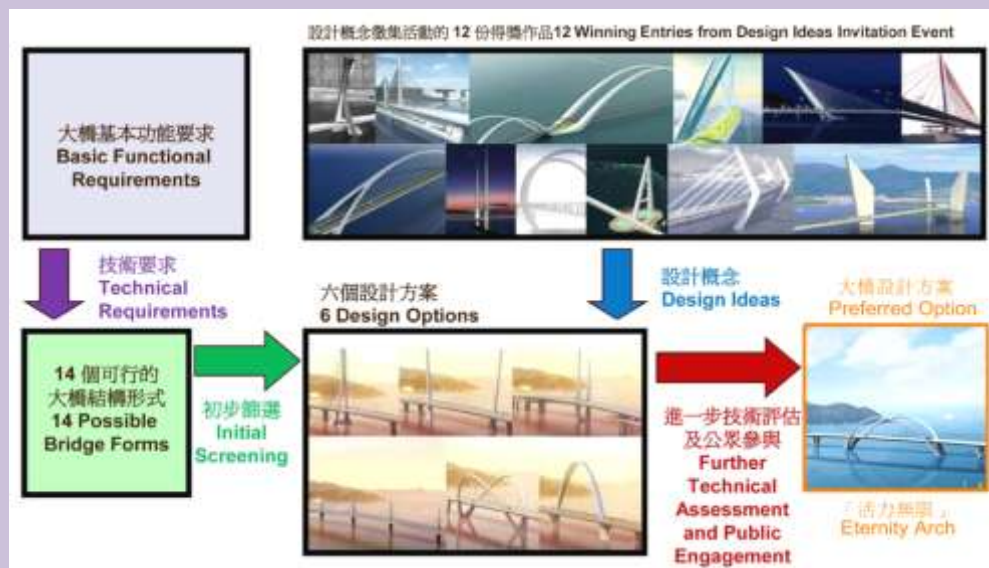 設計概念徵集活動的 12 份得獎作品12 Winning Entries from Design Ideas Invitation Event
大橋基本功能要求
Basic Functional
Requirements
技術要求
Technical
Requirements
六個設計方案
6 Design Options
設計概念
Design Ideas
大橋設計方案
Preferred Option
14 個可行的
大橋結構形式
14 Possible
Bridge Forms
初步篩選
Initial
Screening
進一步技術評估
及公眾參與
Further
Technical
Assessment
and Public
Engagement
「活力無限」
Eternity Arch